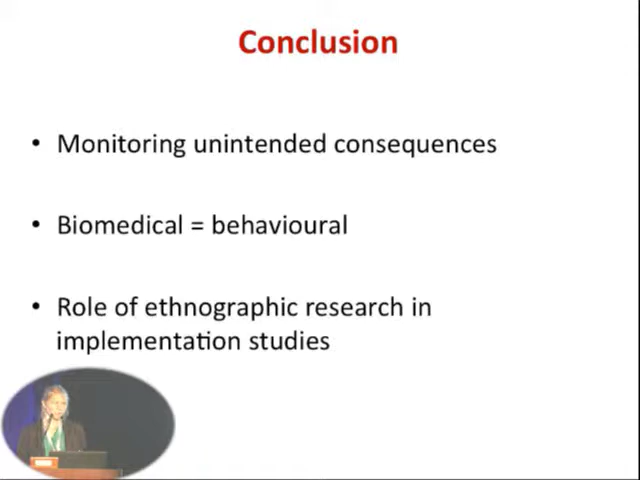 Conclusion
• Monitoring unintended consequences
• Biomedical = behavioural
• Role of ethnographic research in
implementation studies